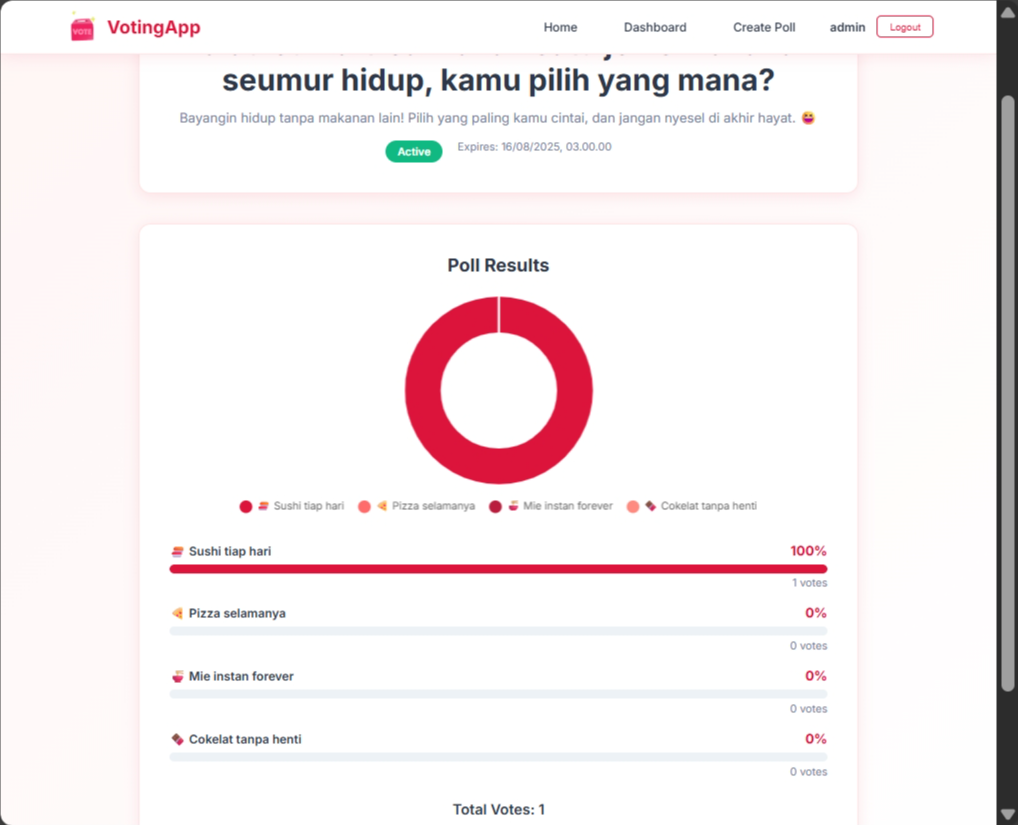 VOTE
VotingApp
Home
Dashboard
Create Poll
admin
Logout
seumur hidup, kamu pilih yang mana?
Bayangin hidup tanpa makanan lain! Pilih yang paling kamu cintai, dan jangan nyesel di akhir hayat. 😆
Active
Expires: 16/08/2025, 03.00.00
Poll Results
🍣 Sushi tiap hari
🍕 Pizza selamanya
🍜 Mie instan forever
🍫 Cokelat tanpa henti
🍣 Sushi tiap hari
100%
1 votes
🍕 Pizza selamanya
0%
0 votes
🍜 Mie instan forever
0%
0 votes
🍫 Cokelat tanpa henti
0%
0 votes
Total Votes: 1